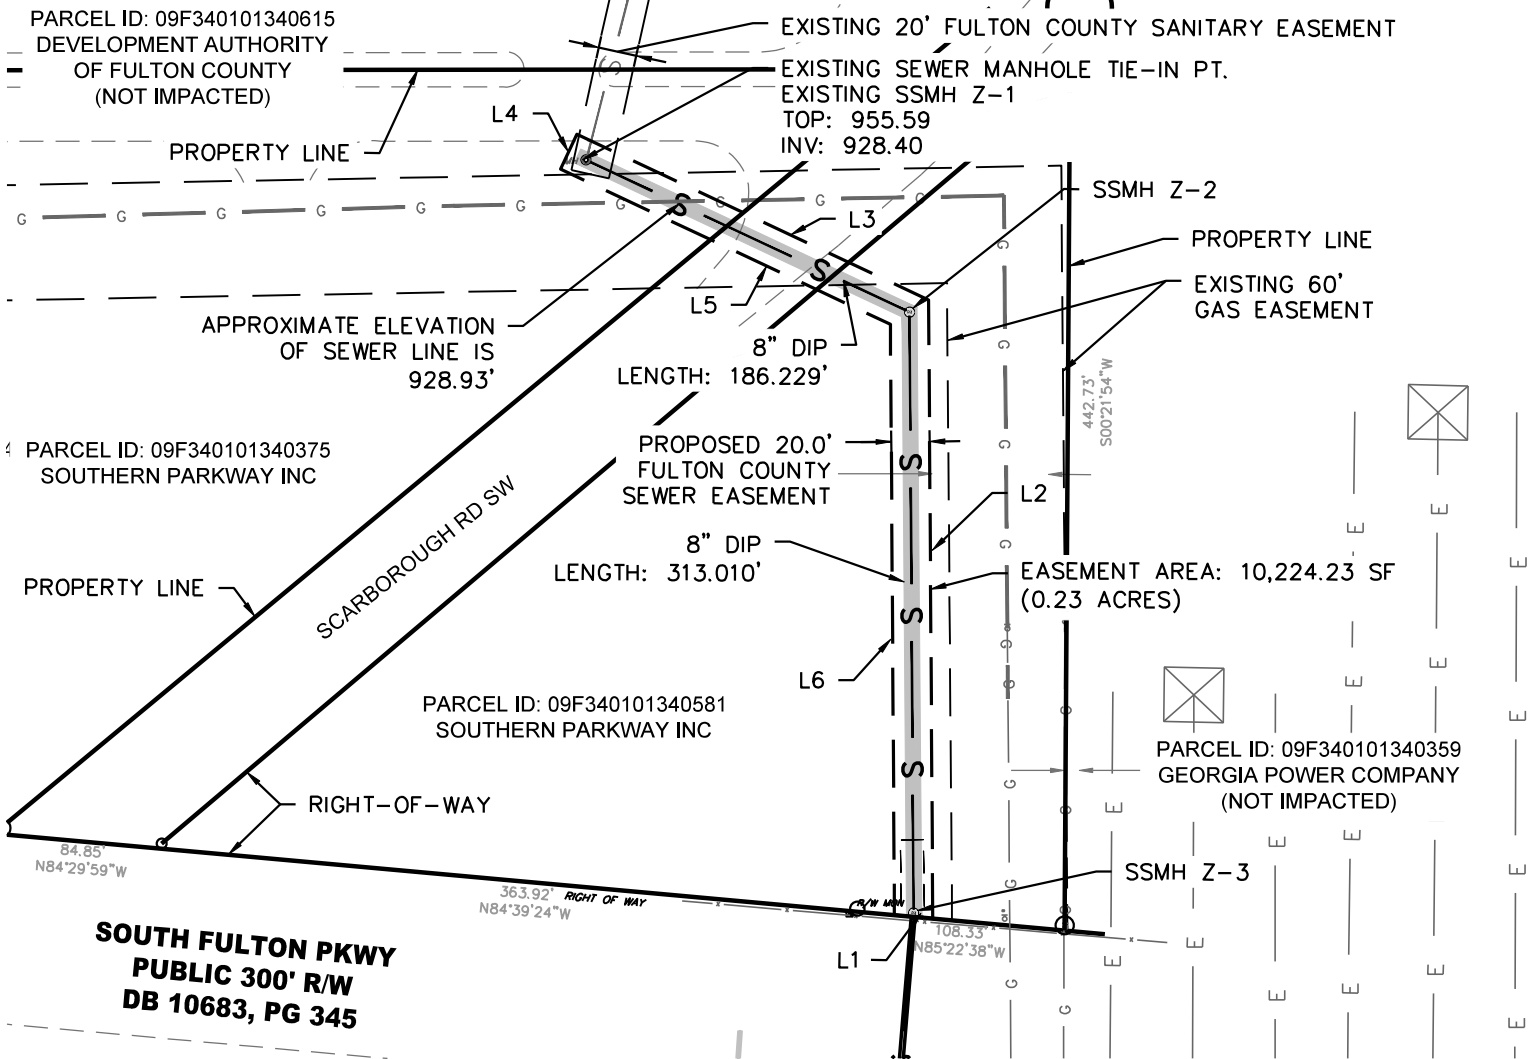 PARCEL ID: 09F340101340615
DEVELOPMENT AUTHORITY
OF FULTON COUNTY
(NOT IMPACTED)
EXISTING 20' FULTON COUNTY SANITARY EASEMENT
EXISTING SEWER MANHOLE TIE-IN PT.
EXISTING SSMH Z-1
TOP: 955.59
INV: 928.40
L4
PROPERTY LINE
S
G G G G G G G G G G
SSMH Z-2
L3
PROPERTY LINE
S
S
EXISTING 60'
GAS EASEMENT
L5
APPROXIMATE ELEVATION
OF SEWER LINE IS
928.93'
8" DIP
LENGTH: 186.229'
442.73'
S00°21'54"W
PARCEL ID: 09F340101340375
SOUTHERN PARKWAY INC
PROPOSED 20.0'
FULTON COUNTY
SEWER EASEMENT
L2
SCARBOROUGH RD SW
8" DIP
LENGTH: 313.010'
EASEMENT AREA: 10,224.23 SF
(0.23 ACRES)
PROPERTY LINE
L6
PARCEL ID: 09F340101340581
SOUTHERN PARKWAY INC
PARCEL ID: 09F340101340359
GEORGIA POWER COMPANY
(NOT IMPACTED)
RIGHT-OF-WAY
84.85'
N84°29'59"W
SSMH Z-3
363.92'
N84°39'24"W
RIGHT OF WAY
R/W MON
108.33'
N85°22'38"W
L1
SOUTH FULTON PKWY
PUBLIC 300' R/W
DB 10683, PG 345